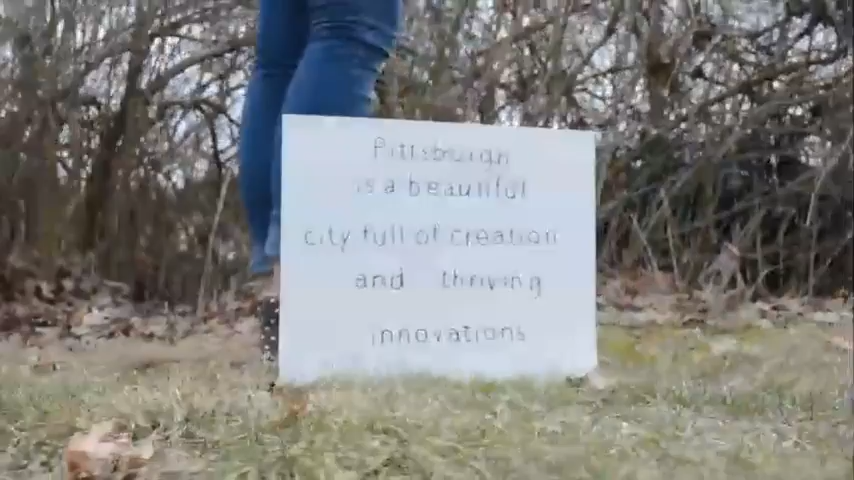 Pittsburgh
is a beautiful
city full of creation
and thriving
innovations